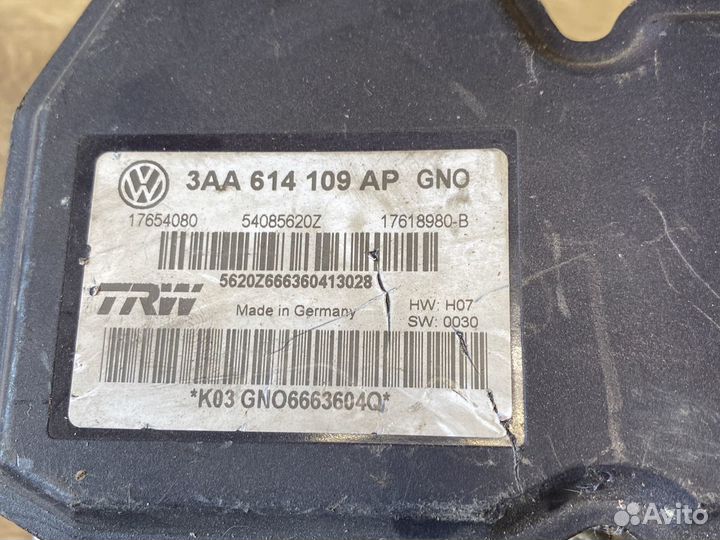 3AA 614 109 AP GNO
17654080 54085620Z 17618980-B
5620Z666360413028
TRW Made in Germany HW: H07
SW: 0030
*K03 GNO6663604Q*
Avito